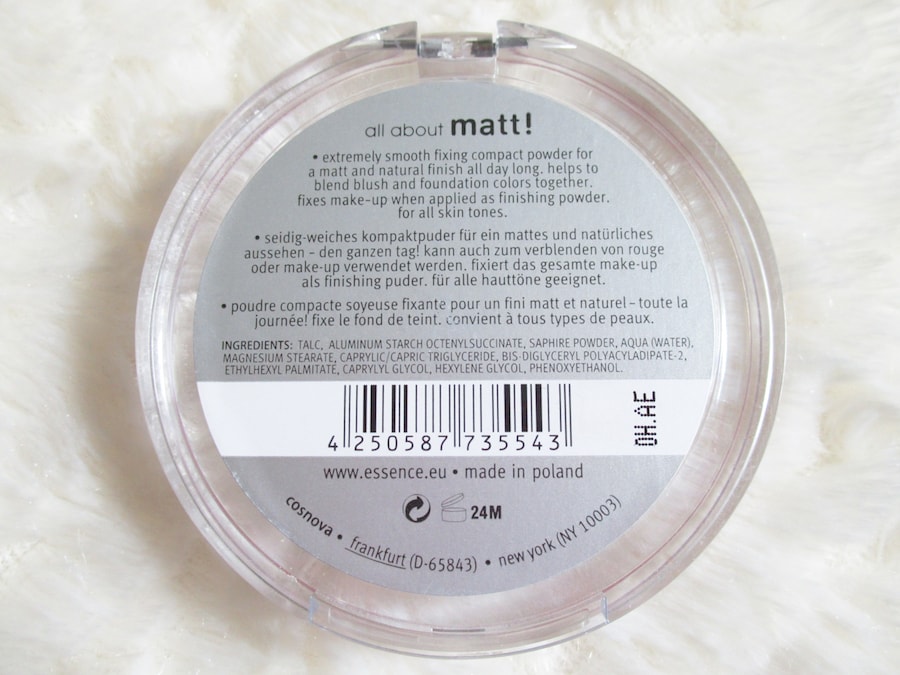 all about matt!
• extremely smooth fixing compact powder for
a matt and natural finish all day long. helps to
blend blush and foundation colors together.
fixes make-up when applied as finishing powder.
for all skin tones.
• seidig-weiches kompaktpuder für ein mattes und natürliches
aussehen – den ganzen tag! kann auch zum verblenden von rouge
oder make-up verwendet werden. fixiert das gesamte make-up
als finishing puder. für alle hauttöne geeignet.
• poudre compacte soyeuse fixante pour un fini matt et naturel – toute la
journée! fixe le fond de teint. convient à tous types de peaux.
INGREDIENTS: TALC, ALUMINUM STARCH OCTENYLSUCCINATE, SAPHIRE POWDER, AQUA (WATER),
MAGNESIUM STEARATE, CAPRYLIC/CAPRIC TRIGLYCERIDE, BIS-DIGLYCERYL POLYACYLADIPATE-2,
ETHYLHEXYL PALMITATE, CAPRYLYL GLYCOL, HEXYLENE GLYCOL, PHENOXYETHANOL.
4 250587 735543
OH.AE
www.essence.eu • made in poland
24M
cosnova • frankfurt (D-65843) • new york (NY 10003)